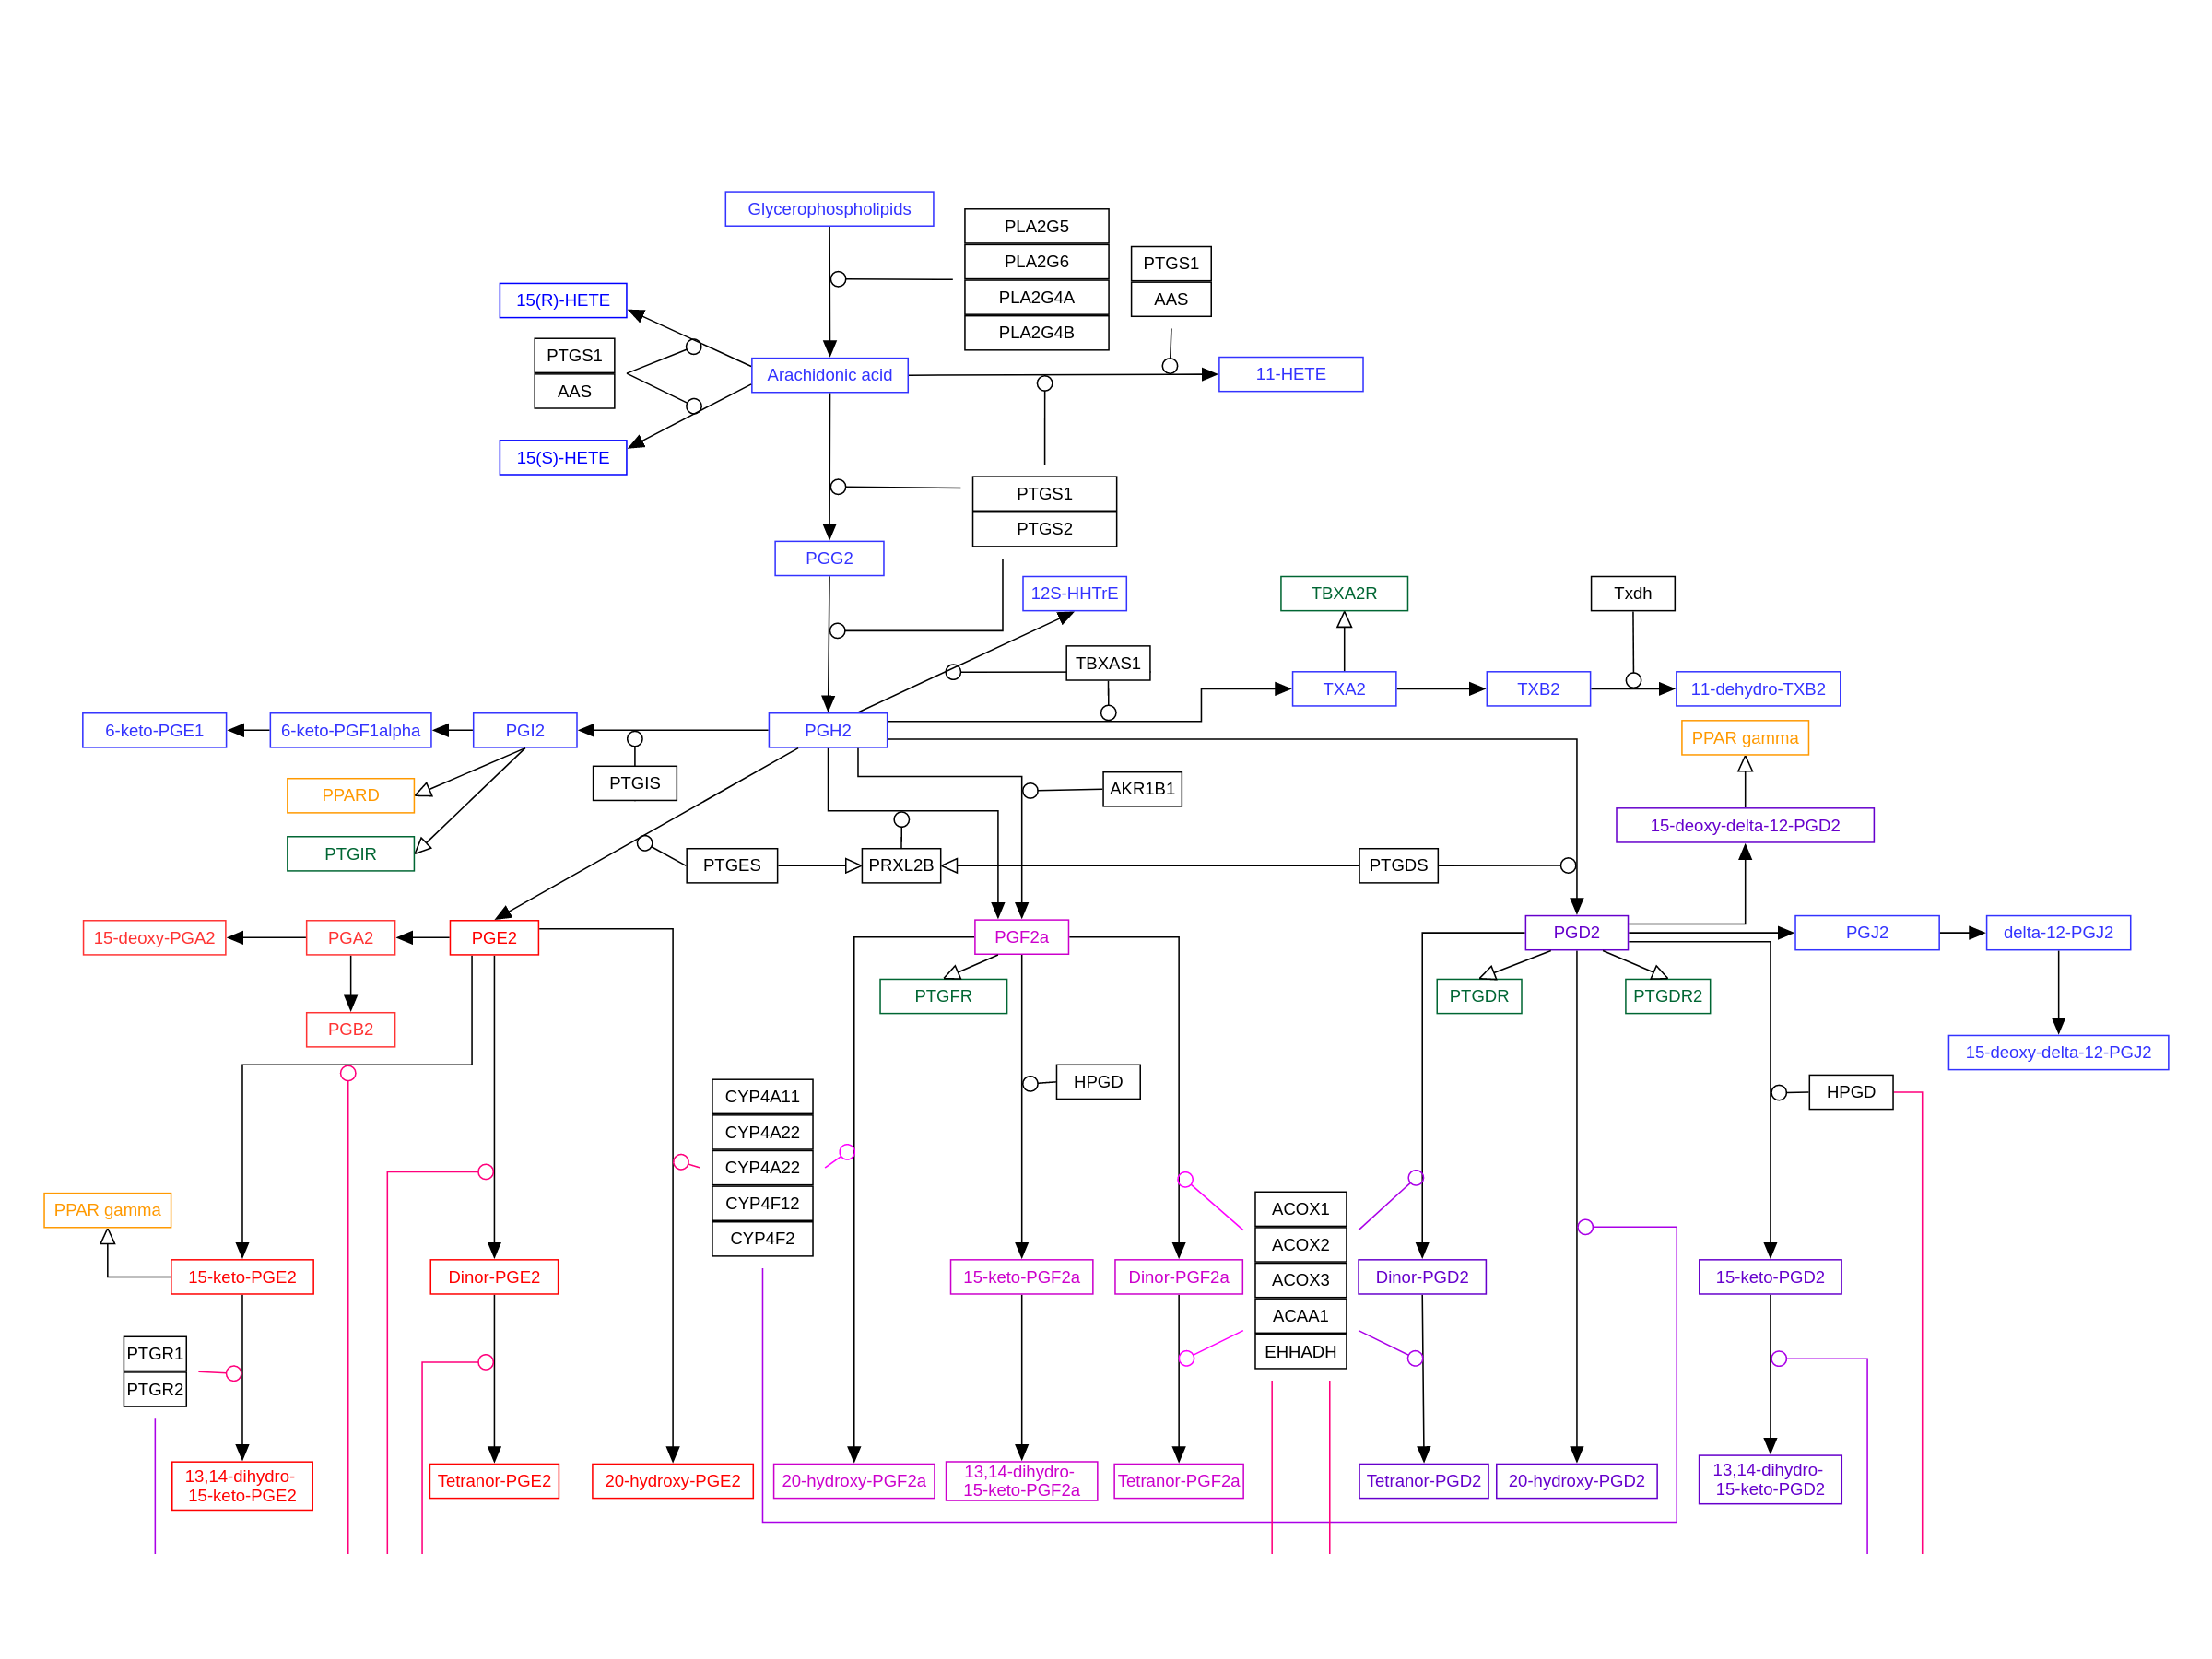 Glycerophospholipids
PLA2G5
PLA2G6
PLA2G4A
PLA2G4B
PTGS1
AAS
15(R)-HETE
PTGS1
AAS
Arachidonic acid
11-HETE
15(S)-HETE
PTGS1
PTGS2
PGG2
12S-HHTrE
TBXA2R
Txdh
TBXAS1
TXA2
TXB2
11-dehydro-TXB2
6-keto-PGE1
6-keto-PGF1alpha
PGI2
PGH2
PPAR gamma
PTGIS
AKR1B1
PPARD
15-deoxy-delta-12-PGD2
PTGIR
PTGES
PRXL2B
PTGDS
15-deoxy-PGA2
PGA2
PGE2
PGF2a
PGD2
PGJ2
delta-12-PGJ2
PTGFR
PTGDR
PTGDR2
PGB2
15-deoxy-delta-12-PGJ2
HPGD
HPGD
CYP4A11
CYP4A22
CYP4A22
CYP4F12
CYP4F2
PPAR gamma
ACOX1
ACOX2
ACOX3
ACAA1
EHHADH
15-keto-PGE2
Dinor-PGE2
15-keto-PGF2a
Dinor-PGF2a
Dinor-PGD2
15-keto-PGD2
PTGR1
PTGR2
13,14-dihydro-
15-keto-PGE2
Tetranor-PGE2
20-hydroxy-PGE2
20-hydroxy-PGF2a
13,14-dihydro-
15-keto-PGF2a
Tetranor-PGF2a
Tetranor-PGD2
20-hydroxy-PGD2
13,14-dihydro-
15-keto-PGD2